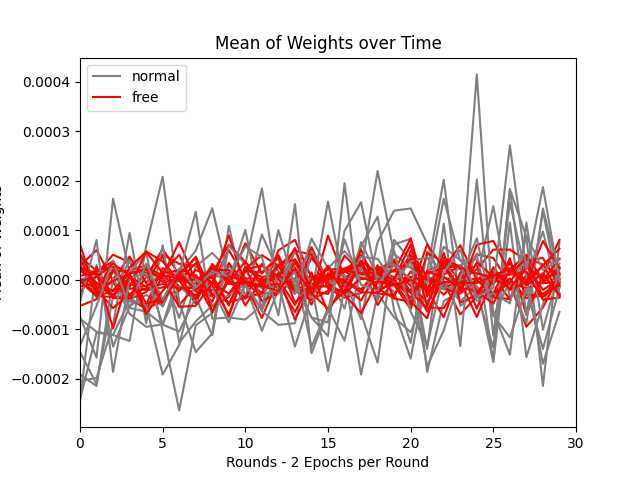 Mean of Weights over Time
normal
free
0.0004
0.0003
0.0002
0.0001
0.0000
−0.0001
−0.0002
0 5 10 15 20 25 30
Rounds - 2 Epochs per Round